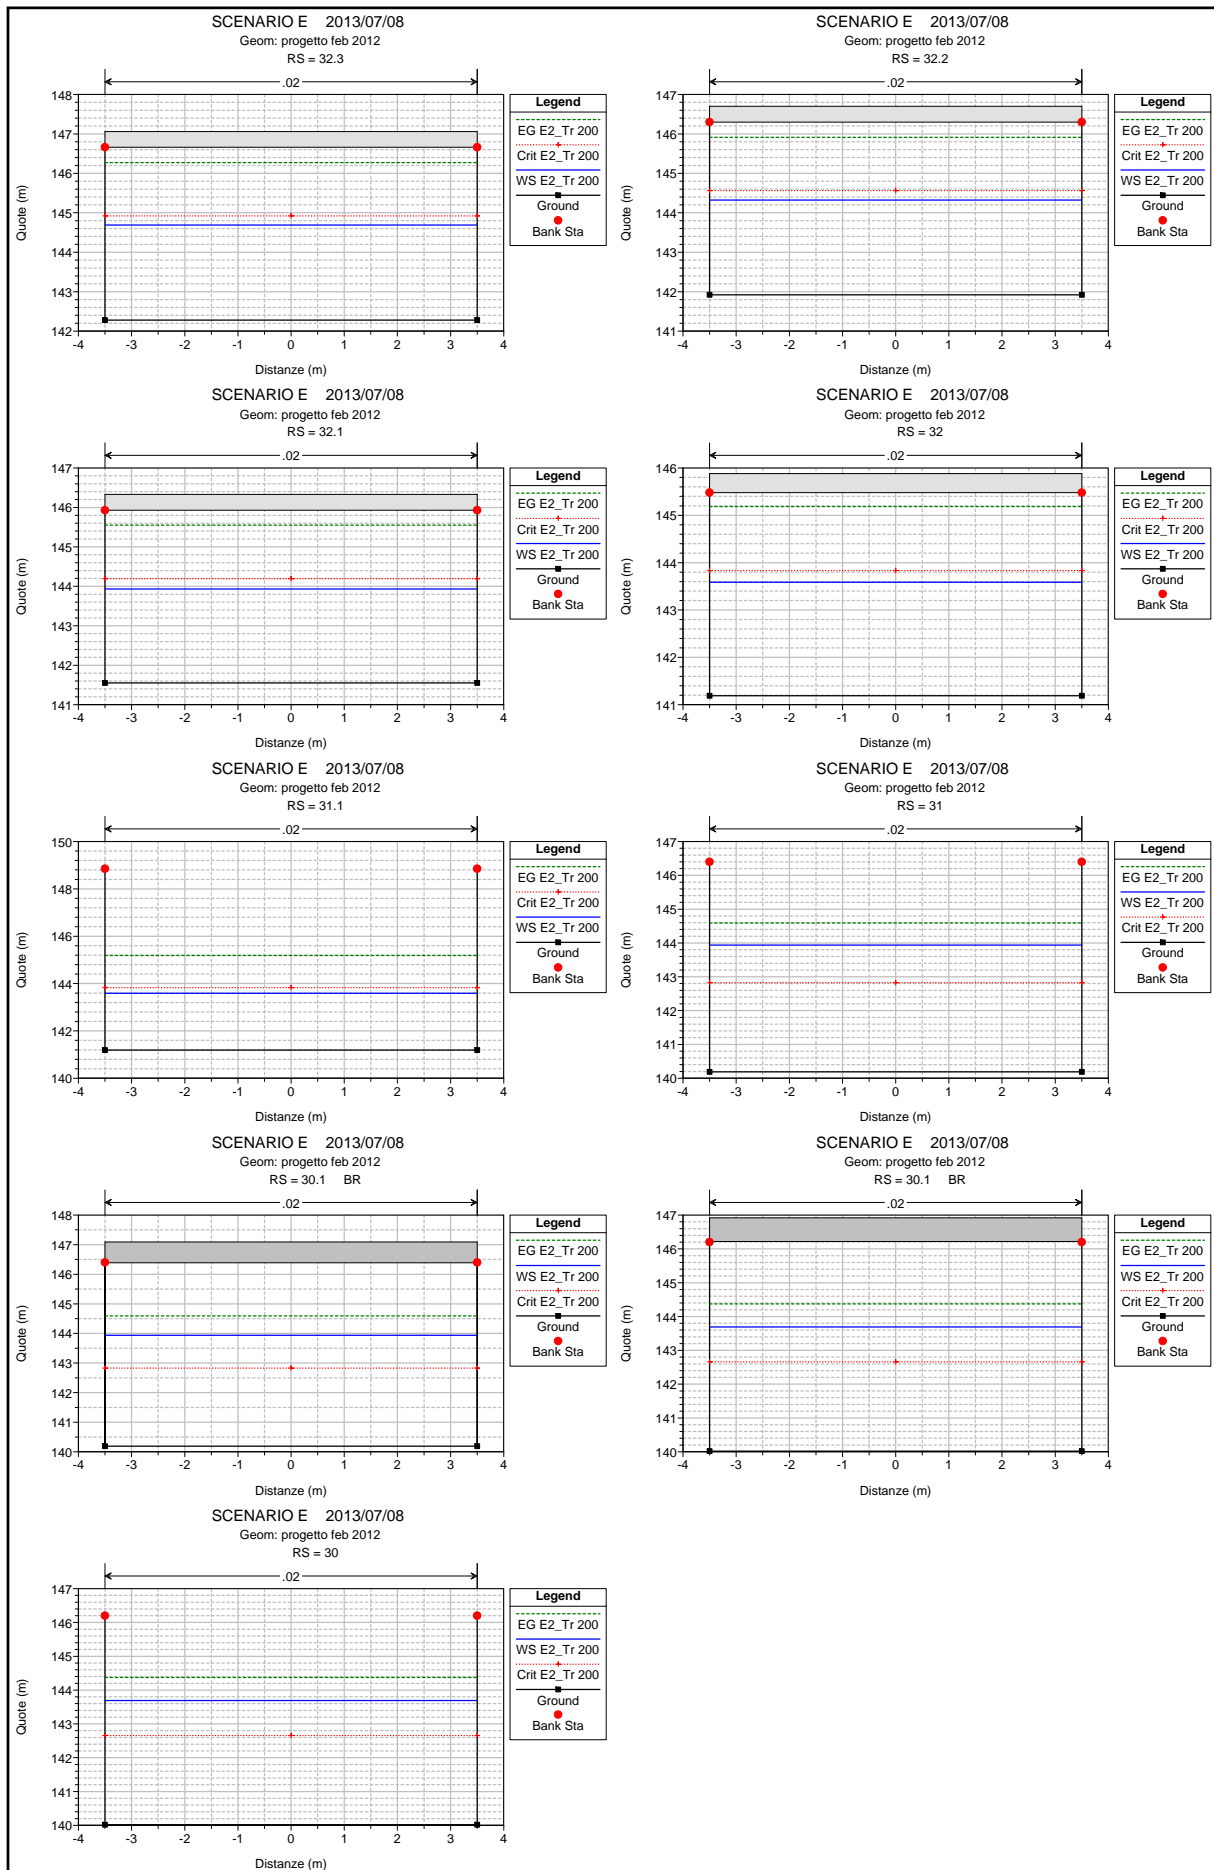 SCENARIO E 2013/07/08
Geom: progetto feb 2012
RS = 32.3
.02
148
147
146
145
144
143
142
-4 -3 -2 -1 0 1 2 3 4
Distanze (m)
Quote (m)
Legend
EG E2_Tr 200
Crit E2_Tr 200
WS E2_Tr 200
Ground
Bank Sta
SCENARIO E 2013/07/08
Geom: progetto feb 2012
RS = 32.2
.02
147
146
145
144
143
142
141
-4 -3 -2 -1 0 1 2 3 4
Distanze (m)
Quote (m)
Legend
EG E2_Tr 200
Crit E2_Tr 200
WS E2_Tr 200
Ground
Bank Sta
SCENARIO E 2013/07/08
Geom: progetto feb 2012
RS = 32.1
.02
147
146
145
144
143
142
141
-4 -3 -2 -1 0 1 2 3 4
Distanze (m)
Quote (m)
Legend
EG E2_Tr 200
Crit E2_Tr 200
WS E2_Tr 200
Ground
Bank Sta
SCENARIO E 2013/07/08
Geom: progetto feb 2012
RS = 32
.02
146
145
144
143
142
141
-4 -3 -2 -1 0 1 2 3 4
Distanze (m)
Quote (m)
Legend
EG E2_Tr 200
Crit E2_Tr 200
WS E2_Tr 200
Ground
Bank Sta
SCENARIO E 2013/07/08
Geom: progetto feb 2012
RS = 31.1
.02
150
148
146
144
142
140
-4 -3 -2 -1 0 1 2 3 4
Distanze (m)
Quote (m)
Legend
EG E2_Tr 200
Crit E2_Tr 200
WS E2_Tr 200
Ground
Bank Sta
SCENARIO E 2013/07/08
Geom: progetto feb 2012
RS = 31
.02
147
146
145
144
143
142
141
140
-4 -3 -2 -1 0 1 2 3 4
Distanze (m)
Quote (m)
Legend
EG E2_Tr 200
WS E2_Tr 200
Crit E2_Tr 200
Ground
Bank Sta
SCENARIO E 2013/07/08
Geom: progetto feb 2012
RS = 30.1 BR
.02
148
147
146
145
144
143
142
141
140
-4 -3 -2 -1 0 1 2 3 4
Distanze (m)
Quote (m)
Legend
EG E2_Tr 200
WS E2_Tr 200
Crit E2_Tr 200
Ground
Bank Sta
SCENARIO E 2013/07/08
Geom: progetto feb 2012
RS = 30.1 BR
.02
147
146
145
144
143
142
141
140
-4 -3 -2 -1 0 1 2 3 4
Distanze (m)
Quote (m)
Legend
EG E2_Tr 200
WS E2_Tr 200
Crit E2_Tr 200
Ground
Bank Sta
SCENARIO E 2013/07/08
Geom: progetto feb 2012
RS = 30
.02
147
146
145
144
143
142
141
140
-4 -3 -2 -1 0 1 2 3 4
Distanze (m)
Quote (m)
Legend
EG E2_Tr 200
WS E2_Tr 200
Crit E2_Tr 200
Ground
Bank Sta